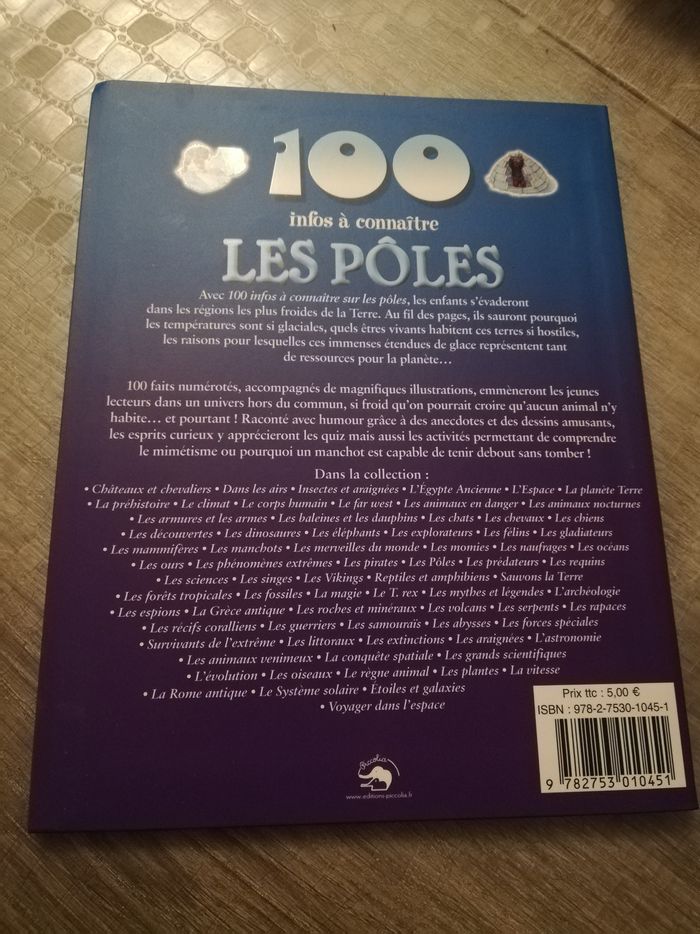 100
infos à connaître
LES PÔLES
Avec 100 infos à connaître sur les pôles, les enfants s'évaderont
dans les régions les plus froides de la Terre. Au fil des pages, ils sauront pourquoi
les températures sont si glaciales, quels êtres vivants habitent ces terres si hostiles,
les raisons pour lesquelles ces immenses étendues de glace représentent tant
de ressources pour la planète...
100 faits numérotés, accompagnés de magnifiques illustrations, emmèneront les jeunes
lecteurs dans un univers hors du commun, si froid qu'on pourrait croire qu'aucun animal n'y
habite... et pourtant ! Raconté avec humour grâce à des anecdotes et des dessins amusants,
les esprits curieux y apprécieront les quiz mais aussi les activités permettant de comprendre
le mimétisme ou pourquoi un manchot est capable de tenir debout sans tomber !
Dans la collection :
• Châteaux et chevaliers • Dans les airs • Insectes et araignées • L'Égypte Ancienne • L'Espace • La planète Terre
• La préhistoire • Le climat • Le corps humain • Le far west • Les animaux en danger • Les animaux nocturnes
• Les armures et les armes • Les baleines et les dauphins • Les chats • Les chevaux • Les chiens
• Les découvertes • Les dinosaures • Les éléphants • Les explorateurs • Les félins • Les gladiateurs
• Les mammifères • Les manchots • Les merveilles du monde • Les momies • Les naufrages • Les océans
• Les ours • Les phénomènes extrêmes • Les pirates • Les Pôles • Les prédateurs • Les requins
• Les sciences • Les singes • Les Vikings • Reptiles et amphibiens • Sauvons la Terre
• Les forêts tropicales • Les fossiles • La magie • Le T. rex • Les mythes et légendes • L'archéologie
• Les espions • La Grèce antique • Les roches et minéraux • Les volcans • Les serpents • Les rapaces
• Les récifs coralliens • Les guerriers • Les samouraïs • Les abysses • Les forces spéciales
• Survivants de l'extrême • Les littoraux • Les extinctions • Les araignées • L'astronomie
• Les animaux venimeux • La conquête spatiale • Les grands scientifiques
• L'évolution • Les oiseaux • Le règne animal • Les plantes • La vitesse
• La Rome antique • Le Système solaire • Étoiles et galaxies
• Voyager dans l'espace
Prix ttc : 5,00 €
ISBN : 978-2-7530-1045-1
9 782753 010451
Piccolia
www.editions-piccolia.fr